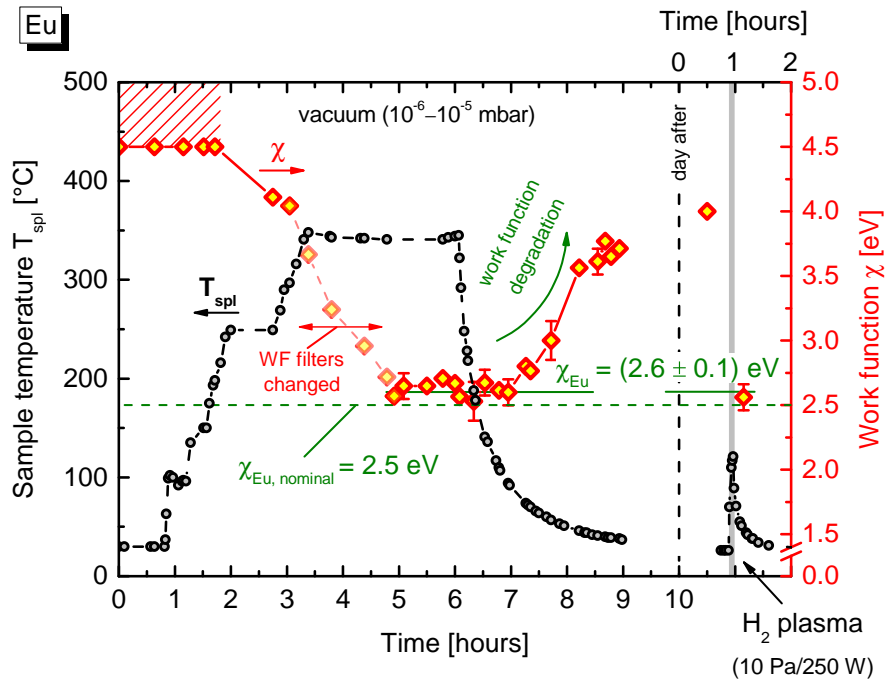 Eu
Time [hours]
0 1 2
500 400 300 200 100 0
Sample temperature T_spl [°C]
vacuum (10⁻⁶–10⁻⁵ mbar)
χ
T_spl
WF filters
changed
work function
degradation
day after
χ_Eu = (2.6 ± 0.1) eV
χ_Eu, nominal = 2.5 eV
5.0 4.5 4.0 3.5 3.0 2.5 2.0 1.5 0.0
Work function χ [eV]
0 1 2 3 4 5 6 7 8 9 10
Time [hours]
H₂ plasma
(10 Pa/250 W)